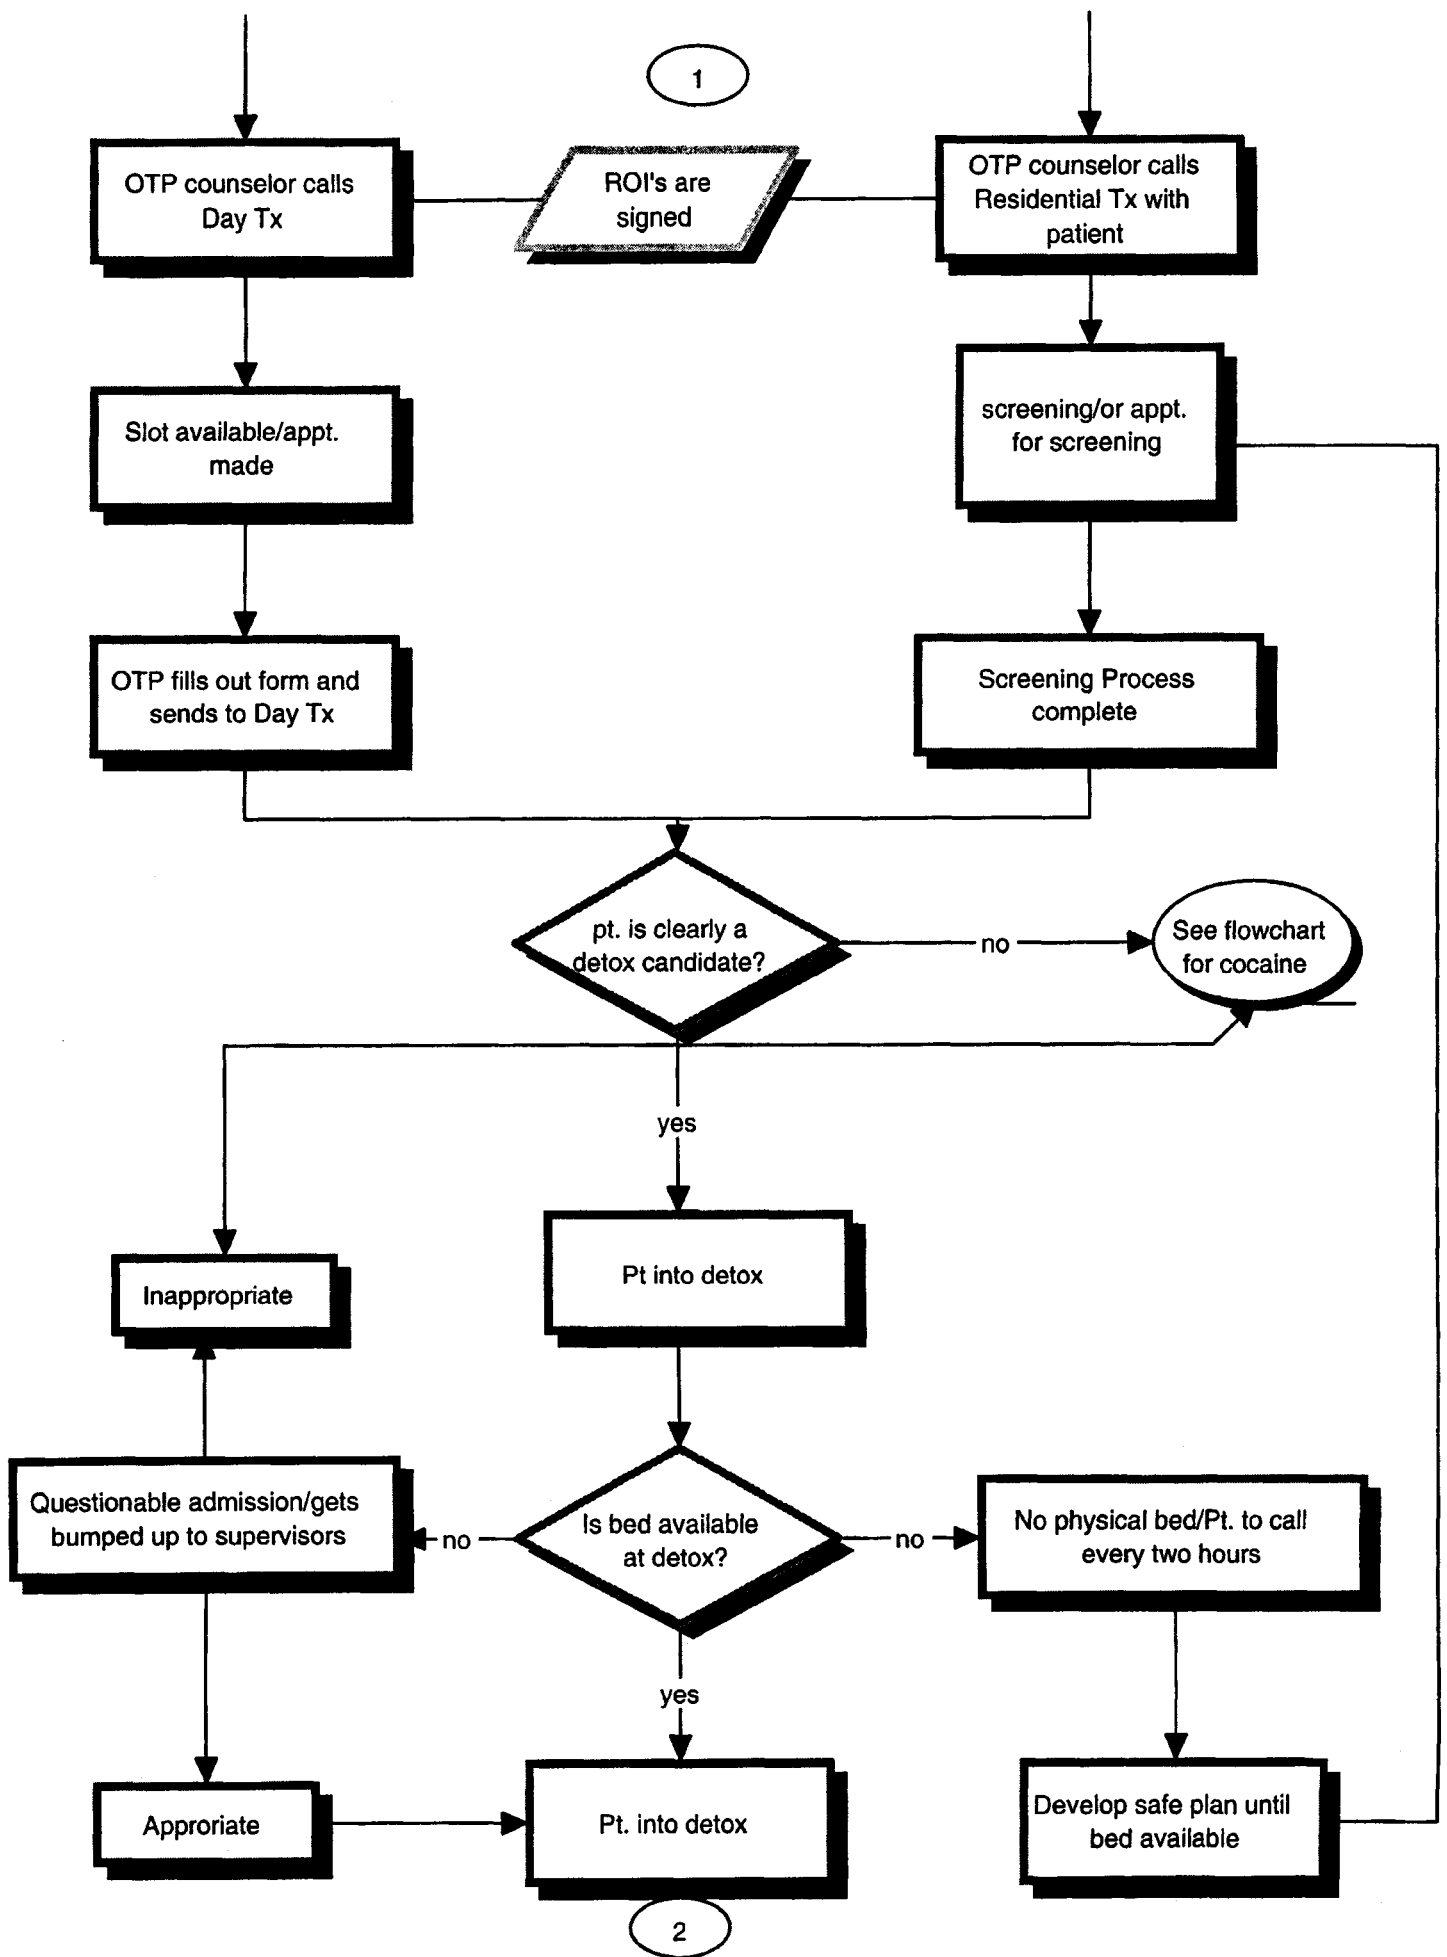 1
OTP counselor calls
Day Tx
ROI's are
signed
OTP counselor calls
Residential Tx with
patient
Slot available/appt.
made
screening/or appt.
for screening
OTP fills out form and
sends to Day Tx
Screening Process
complete
pt. is clearly a
detox candidate?
no
See flowchart
for cocaine
yes
Pt into detox
Inappropriate
Questionable admission/gets
bumped up to supervisors
no
Is bed available
at detox?
no
No physical bed/Pt. to call
every two hours
yes
Approriate
Pt. into detox
Develop safe plan until
bed available
2